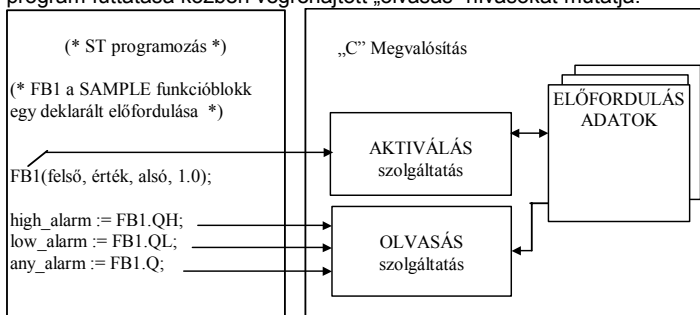 program futtatása közben végrehajtott „olvasás” hívásokat mutatja.
(* ST programozás *)
(* FB1 a SAMPLE funkcióblokk
egy deklarált előfordulása *)
FB1(felső, érték, alsó, 1.0);
high_alarm := FB1.QH;
low_alarm := FB1.QL;
any_alarm := FB1.Q;
„C” Megvalósítás
AKTIVÁLÁS
szolgáltatás
OLVASÁS
szolgáltatás
ELŐFORDULÁS
ADATOK